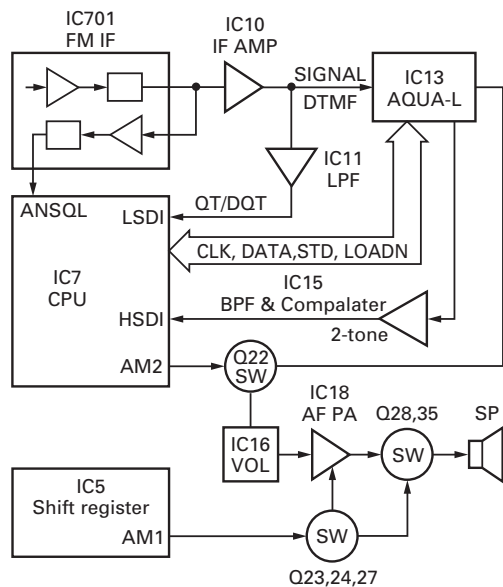 IC701
FM IF
IC10
IF AMP
SIGNAL
DTMF
IC13
AQUA-L
IC11
LPF
ANSQL
LSDI
QT/DQT
IC7
CPU
CLK, DATA,STD, LOADN
IC15
BPF & Compalater
HSDI
2-tone
AM2
Q22
SW
IC18
AF PA
Q28,35
SP
IC16
VOL
SW
IC5
Shift register
AM1
SW
Q23,24,27